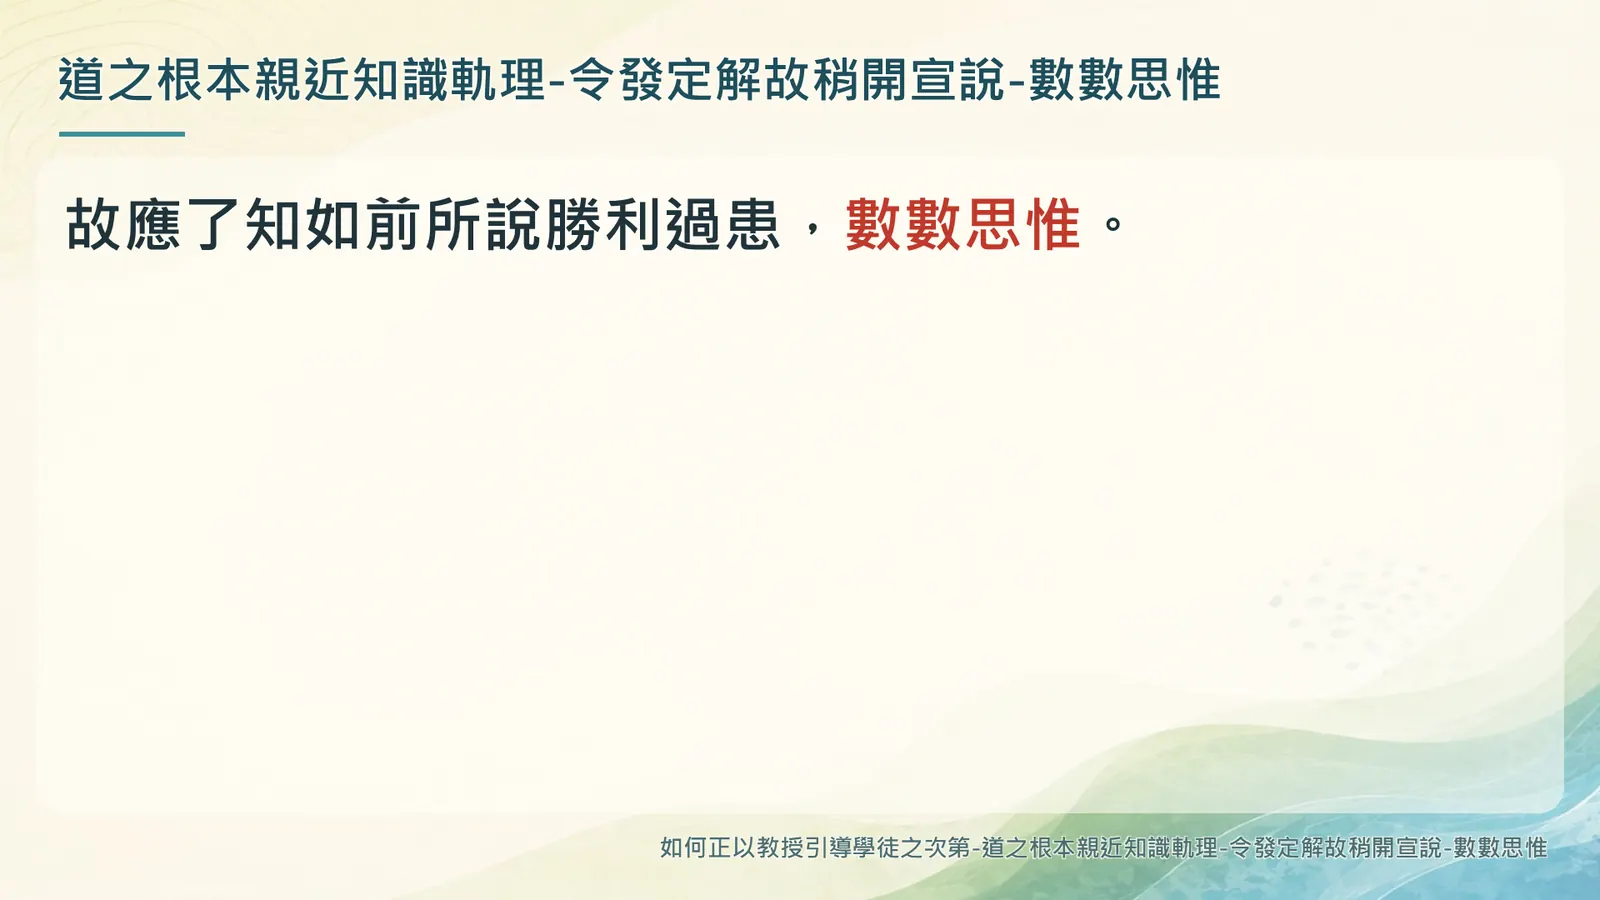 道之根本親近知識軌理-令發定解故稍開宣說-數數思惟
故應了知如前所說勝利過患，數數思惟。
如何正以教授引導學徒之次第-道之根本親近知識軌理-令發定解故稍開宣說-數數思惟